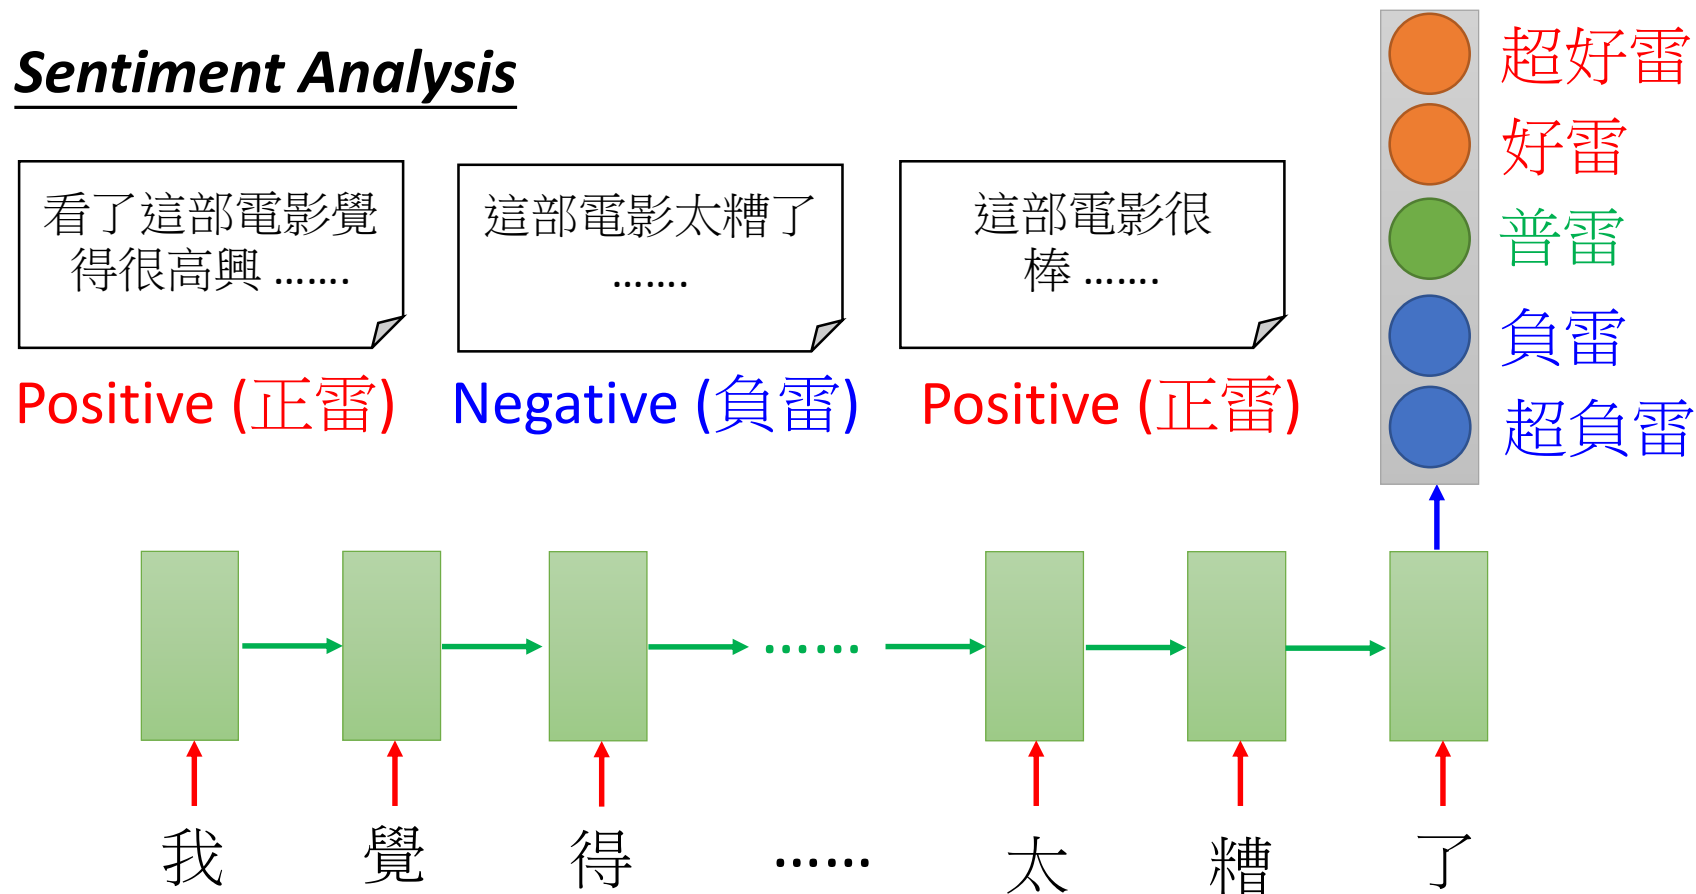 Sentiment Analysis
看了這部電影覺
得很高興 …….
Positive (正雷)
這部電影太糟了
…….
Negative (負雷)
這部電影很
棒 …….
Positive (正雷)
超好雷
好雷
普雷
負雷
超負雷
……
我 覺 得 …… 太 糟 了